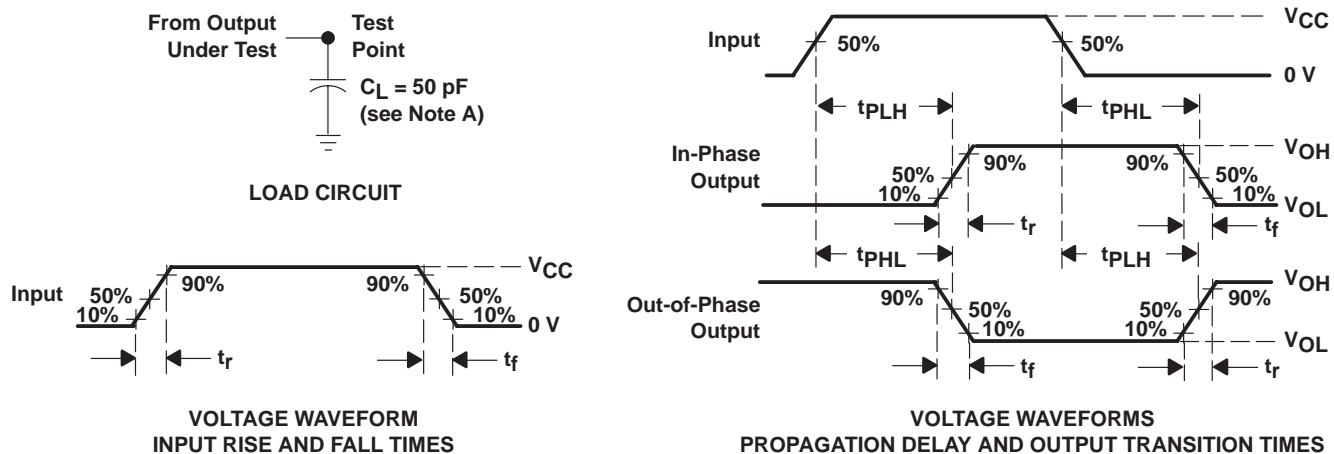 From Output
Under Test
Test
Point
CL = 50 pF
(see Note A)
LOAD CIRCUIT
Input
50%
10%
90%
90%
50%
10%
VCC
0 V
tr
tf
VOLTAGE WAVEFORM
INPUT RISE AND FALL TIMES
Input
50%
50%
VCC
0 V
tPLH
tPHL
In-Phase
Output
50%
10%
90%
90%
50%
10%
VOH
VOL
tr
tf
tPHL
tPLH
Out-of-Phase
Output
90%
50%
10%
50%
10%
90%
VOH
VOL
tf
tr
VOLTAGE WAVEFORMS
PROPAGATION DELAY AND OUTPUT TRANSITION TIMES